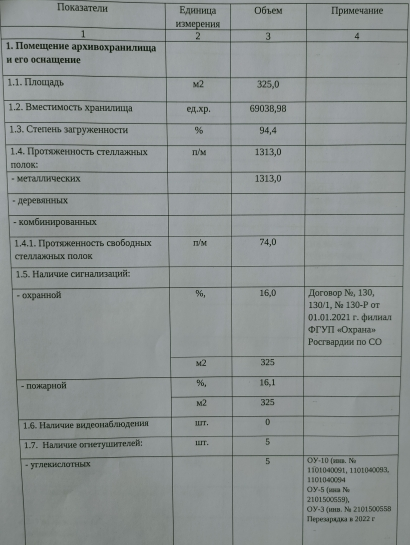 Показатели Единица измерения Объем Примечание
1 2 3 4
1. Помещение архивохранилища
и его оснащение
1.1. Площадь м2 325,0
1.2. Вместимость хранилища ед.хр. 69038,98
1.3. Степень загруженности % 94,4
1.4. Протяженность стеллажных п/м 1313,0
полок:
- металлических 1313,0
- деревянных
- комбинированных
1.4.1. Протяженность свободных п/м 74,0
стеллажных полок
1.5. Наличие сигнализаций:
- охранной %, 16,0 Договор №, 130,
130/1, № 130-Р от
01.01.2021 г. филиал
ФГУП «Охрана»
Росгвардии по СО
м2 325
- пожарной %, 16,1
м2 325
1.6. Наличие видеонаблюдения шт. 0
1.7. Наличие огнетушителей: шт. 5
- углекислотных 5 ОУ-10 (инв. №
1101040091, 1101040093,
1101040094
ОУ-5 (инв №
2101500559),
ОУ-3 (инв. № 2101500558
Перезарядка в 2022 г